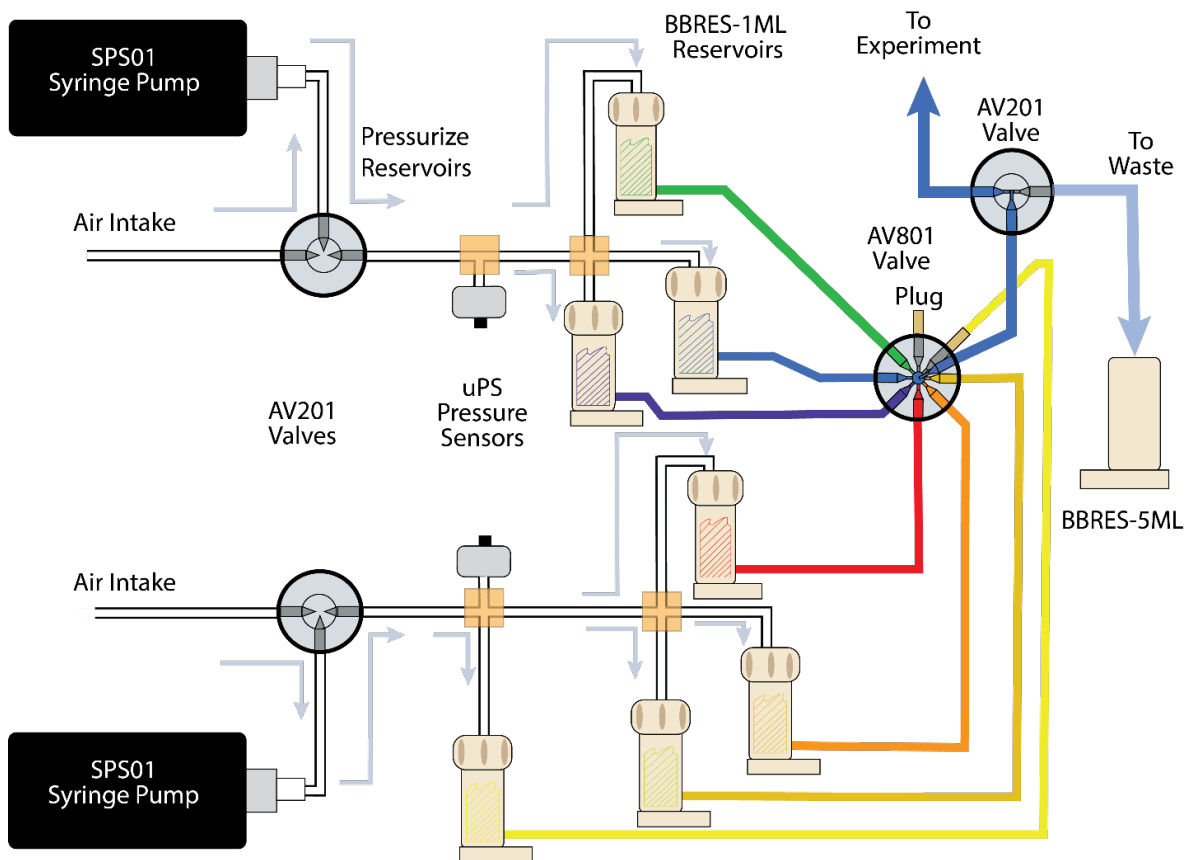 SPS01
Syringe Pump
BBRES-1ML
Reservoirs
To
Experiment
AV201
Valve
To
Waste
Pressurize
Reservoirs
Air Intake
AV801
Valve
Plug
AV201
Valves
uPS
Pressure
Sensors
BBRES-5ML
Air Intake
SPS01
Syringe Pump